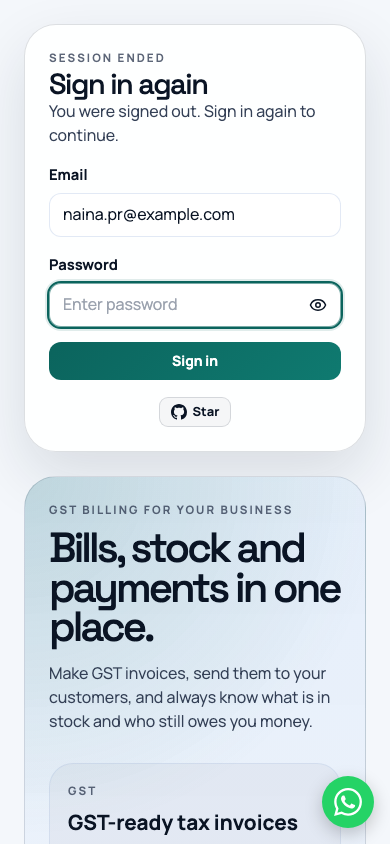 SESSION ENDED
Sign in again
You were signed out. Sign in again to
continue.
Email
naina.pr@example.com
Password
Enter password
Sign in
Star
GST BILLING FOR YOUR BUSINESS
Bills, stock and
payments in one
place.
Make GST invoices, send them to your
customers, and always know what is in
stock and who still owes you money.
GST
GST-ready tax invoices